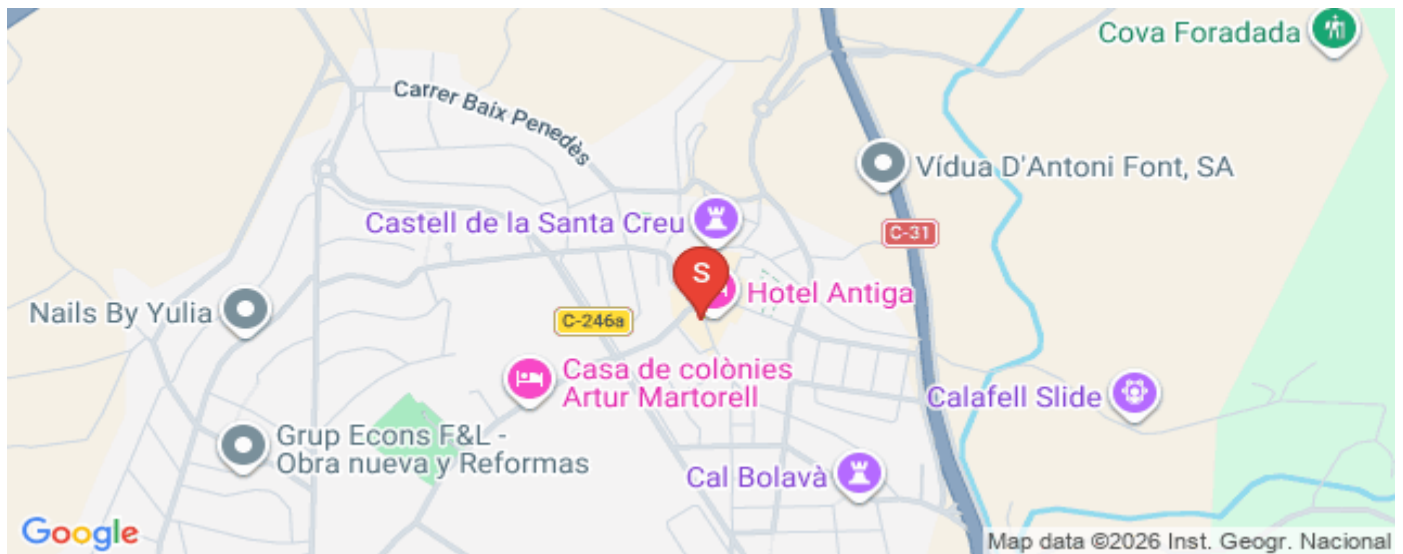 Cova Foradada
Carrer Baix Penedès
Vídua D'Antoni Font, SA
Castell de la Santa Creu
C-31
S
Hotel Antiga
Nails By Yulia
C-246a
Casa de colònies
Artur Martorell
Calafell Slide
Grup Econs F&L -
Obra nueva y Reformas
Cal Bolavà
Google
Map data ©2026 Inst. Geogr. Nacional